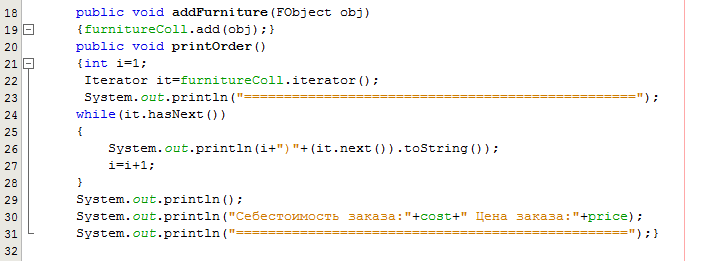 18 public void addFurniture(FObject obj)
19 {furnitureColl.add(obj);}
20 public void printOrder()
21 {int i=1;
22 Iterator it=furnitureColl.iterator();
23 System.out.println("=================================================");
24 while(it.hasNext())
25 {
26 System.out.println(i+")"+(it.next()).toString());
27 i=i+1;
28 }
29 System.out.println();
30 System.out.println("Себестоимость заказа:"+cost+" Цена заказа:"+price);
31 System.out.println("=================================================");}
32